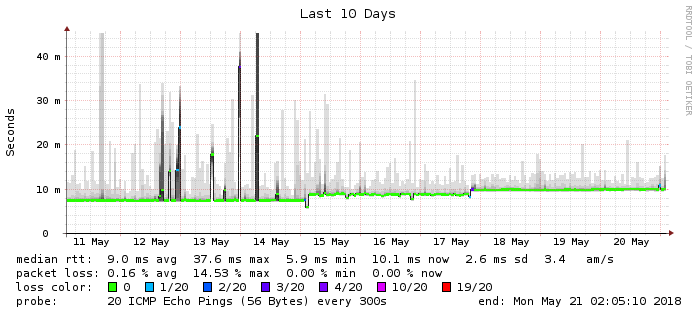 Last 10 Days
RRDTOOL / TOBI OETIKER
Seconds
40 m
30 m
20 m
10 m
0
11 May 12 May 13 May 14 May 15 May 16 May 17 May 18 May 19 May 20 May
median rtt: 9.0 ms avg 37.6 ms max 5.9 ms min 10.1 ms now 2.6 ms sd 3.4 am/s
packet loss: 0.16 % avg 14.53 % max 0.00 % min 0.00 % now
loss color: 0 1/20 2/20 3/20 4/20 10/20 19/20
probe: 20 ICMP Echo Pings (56 Bytes) every 300s end: Mon May 21 02:05:10 2018